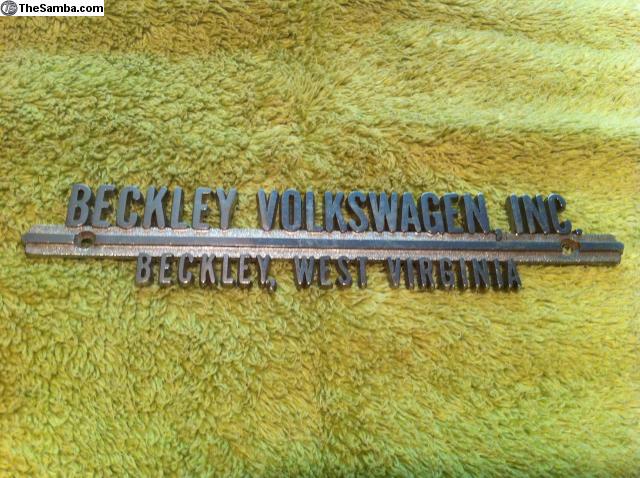 © TheSamba.com
BECKLEY VOLKSWAGEN, INC.
BECKLEY, WEST VIRGINIA